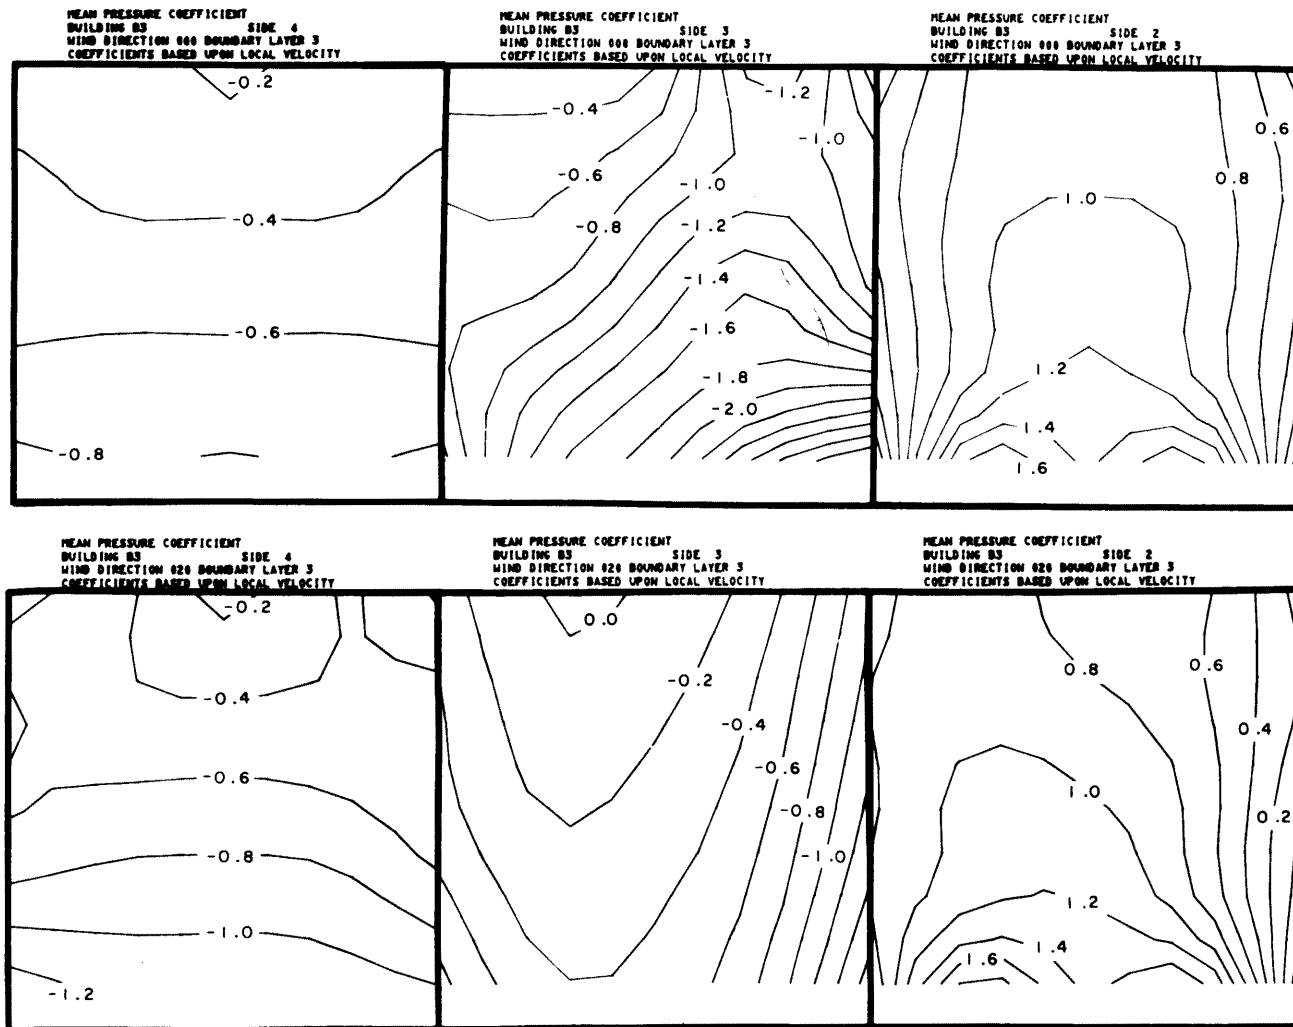 MEAN PRESSURE COEFFICIENT
BUILDING B3 SIDE 4
WIND DIRECTION 000 BOUNDARY LAYER 3
COEFFICIENTS BASED UPON LOCAL VELOCITY
-0.2
-0.4
-0.6
-0.8
MEAN PRESSURE COEFFICIENT
BUILDING B3 SIDE 3
WIND DIRECTION 000 BOUNDARY LAYER 3
COEFFICIENTS BASED UPON LOCAL VELOCITY
-1.2
-0.4
-1.0
-0.6
-1.0
-0.8
-1.2
-1.4
-1.6
-1.8
-2.0
MEAN PRESSURE COEFFICIENT
BUILDING B3 SIDE 2
WIND DIRECTION 000 BOUNDARY LAYER 3
COEFFICIENTS BASED UPON LOCAL VELOCITY
0.6
0.8
1.0
1.2
1.4
1.6
MEAN PRESSURE COEFFICIENT
BUILDING B3 SIDE 4
WIND DIRECTION 020 BOUNDARY LAYER 3
COEFFICIENTS BASED UPON LOCAL VELOCITY
-0.2
-0.4
-0.6
-0.8
-1.0
-1.2
MEAN PRESSURE COEFFICIENT
BUILDING B3 SIDE 3
WIND DIRECTION 020 BOUNDARY LAYER 3
COEFFICIENTS BASED UPON LOCAL VELOCITY
0.0
-0.2
-0.4
-0.6
-0.8
-1.0
MEAN PRESSURE COEFFICIENT
BUILDING B3 SIDE 2
WIND DIRECTION 020 BOUNDARY LAYER 3
COEFFICIENTS BASED UPON LOCAL VELOCITY
0.8
0.6
0.4
1.0
0.2
1.2
1.4
1.6